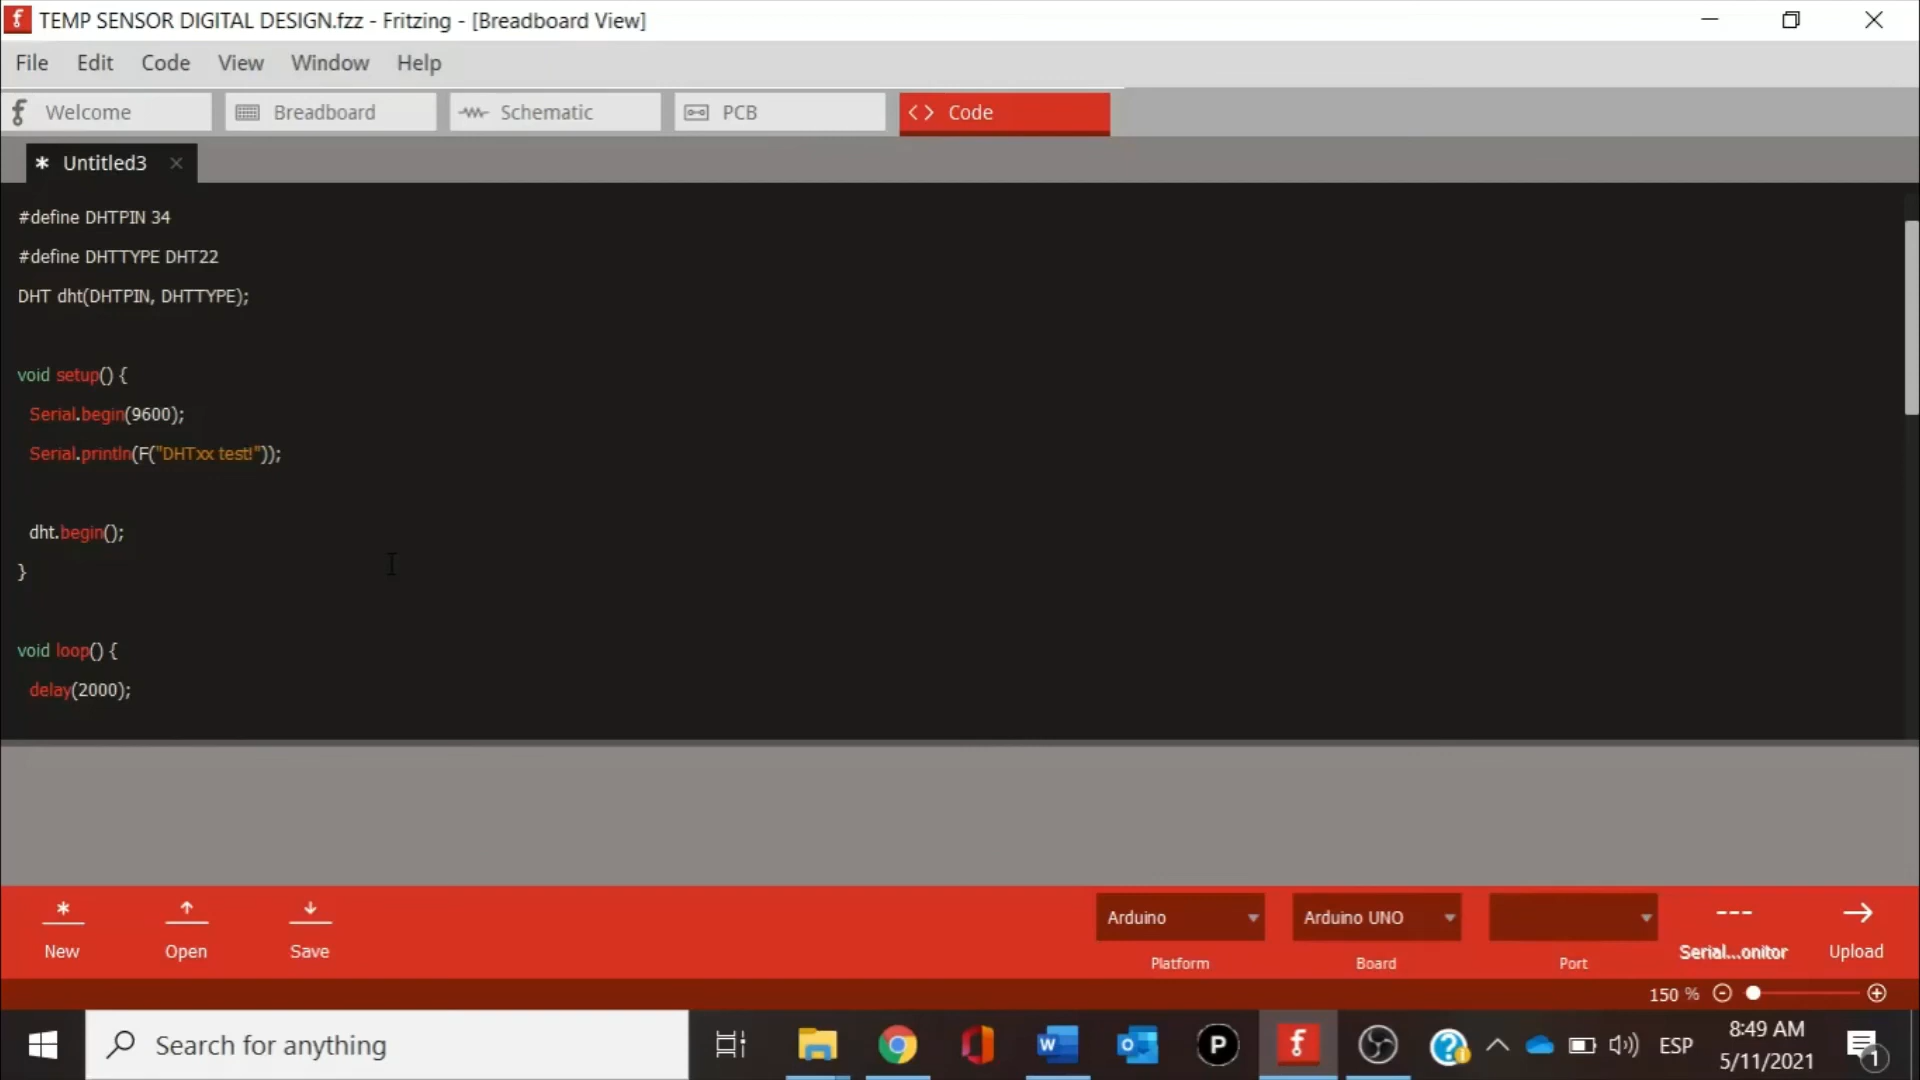 TEMP SENSOR DIGITAL DESIGN.fzz - Fritzing - [Breadboard View]
File Edit Code View Window Help
Welcome Breadboard Schematic PCB <> Code
* Untitled3
#define DHTPIN 34
#define DHTTYPE DHT22
DHT dht(DHTPIN, DHTTYPE);
void setup() {
Serial.begin(9600);
Serial.println(F("DHTxx test!"));
dht.begin();
}
void loop() {
delay(2000);
New Open Save
Arduino Arduino UNO
Platform Board Port Serial...onitor Upload
150 %
Search for anything
ESP
8:49 AM
5/11/2021
1